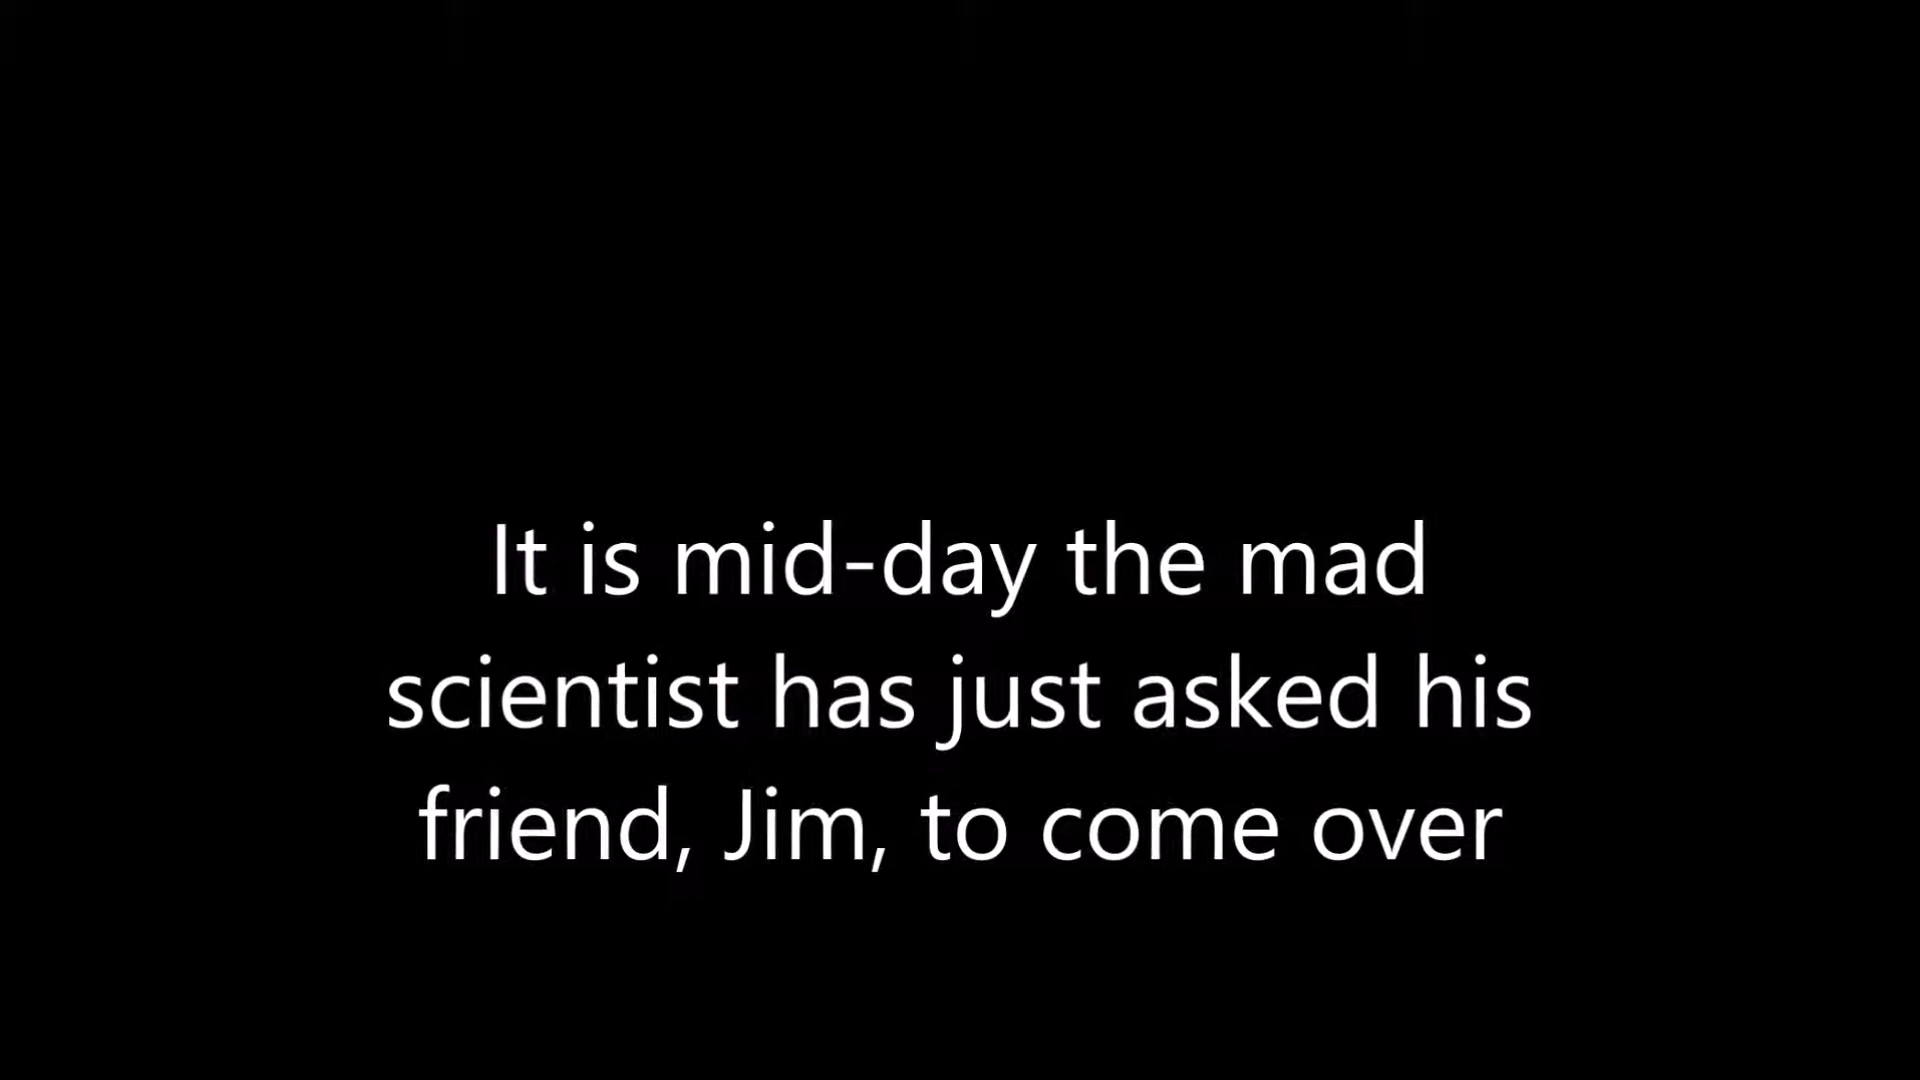 It is mid-day the mad
scientist has just asked his
friend, Jim, to come over